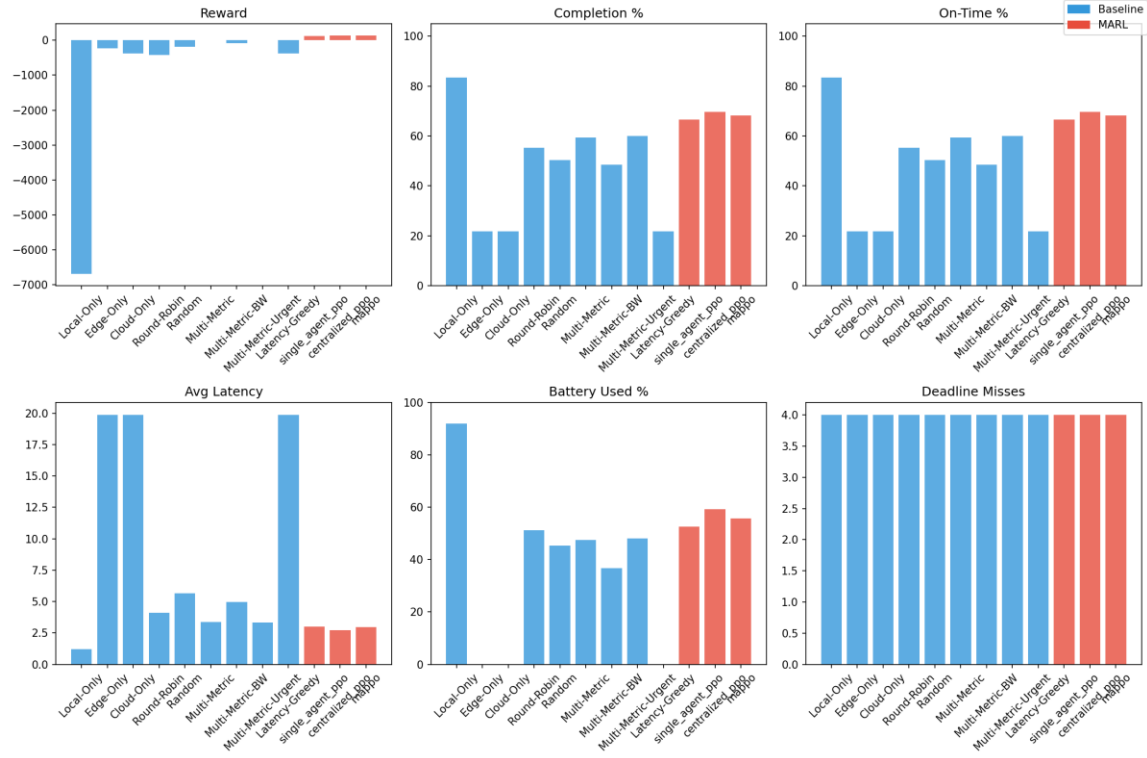 Reward
0
−1000
−2000
−3000
−4000
−5000
−6000
−7000
Local-Only
Edge-Only
Cloud-Only
Round-Robin
Random
Multi-Metric
Multi-Metric-BW
Multi-Metric-Urgent
Latency-Greedy
single_agent_ppo
centralized_ppo
mappo
Completion %
100
80
60
40
20
0
Local-Only
Edge-Only
Cloud-Only
Round-Robin
Random
Multi-Metric
Multi-Metric-BW
Multi-Metric-Urgent
Latency-Greedy
single_agent_ppo
centralized_ppo
mappo
On-Time %
Baseline
MARL
100
80
60
40
20
0
Local-Only
Edge-Only
Cloud-Only
Round-Robin
Random
Multi-Metric
Multi-Metric-BW
Multi-Metric-Urgent
Latency-Greedy
single_agent_ppo
centralized_ppo
mappo
Avg Latency
20.0
17.5
15.0
12.5
10.0
7.5
5.0
2.5
0.0
Local-Only
Edge-Only
Cloud-Only
Round-Robin
Random
Multi-Metric
Multi-Metric-BW
Multi-Metric-Urgent
Latency-Greedy
single_agent_ppo
centralized_ppo
mappo
Battery Used %
100
80
60
40
20
0
Local-Only
Edge-Only
Cloud-Only
Round-Robin
Random
Multi-Metric
Multi-Metric-BW
Multi-Metric-Urgent
Latency-Greedy
single_agent_ppo
centralized_ppo
mappo
Deadline Misses
4.0
3.5
3.0
2.5
2.0
1.5
1.0
0.5
0.0
Local-Only
Edge-Only
Cloud-Only
Round-Robin
Random
Multi-Metric
Multi-Metric-BW
Multi-Metric-Urgent
Latency-Greedy
single_agent_ppo
centralized_ppo
mappo